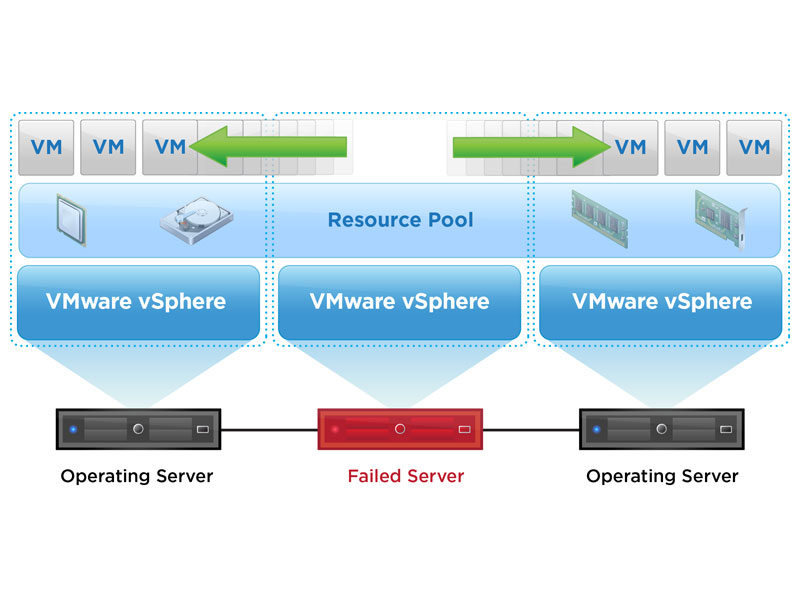 VM VM VM VM VM VM
Resource Pool
VMware vSphere VMware vSphere VMware vSphere
Operating Server Failed Server Operating Server